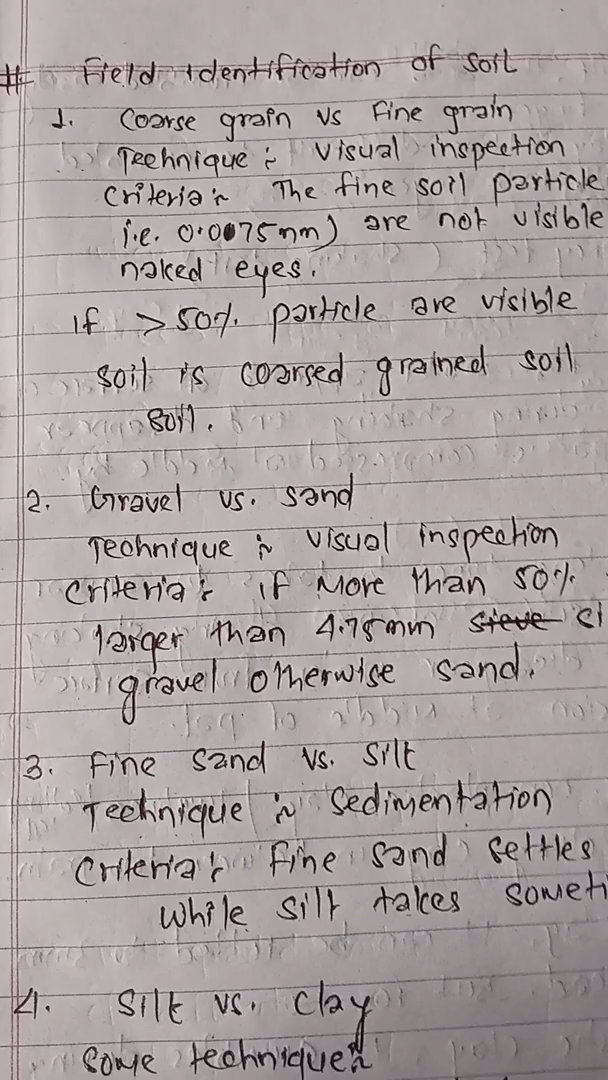 # Field identification of soil
1. Coarse grain vs Fine grain
Technique :- Visual inspection
Criteria :- The fine soil particle
i.e. 0.0075mm) are not visible
naked eyes.
If > 50% particle are visible
soil is coarsed grained soil
soil.
2. Gravel vs. sand
Technique :- visual inspection
Criteria :- if More than 50%
larger than 4.75mm sieve
gravel otherwise sand.
3. Fine sand vs. silt
Technique :- Sedimentation
Criteria :- fine sand settles
While silt takes someti
4. Silt vs. clay
Some technique :-